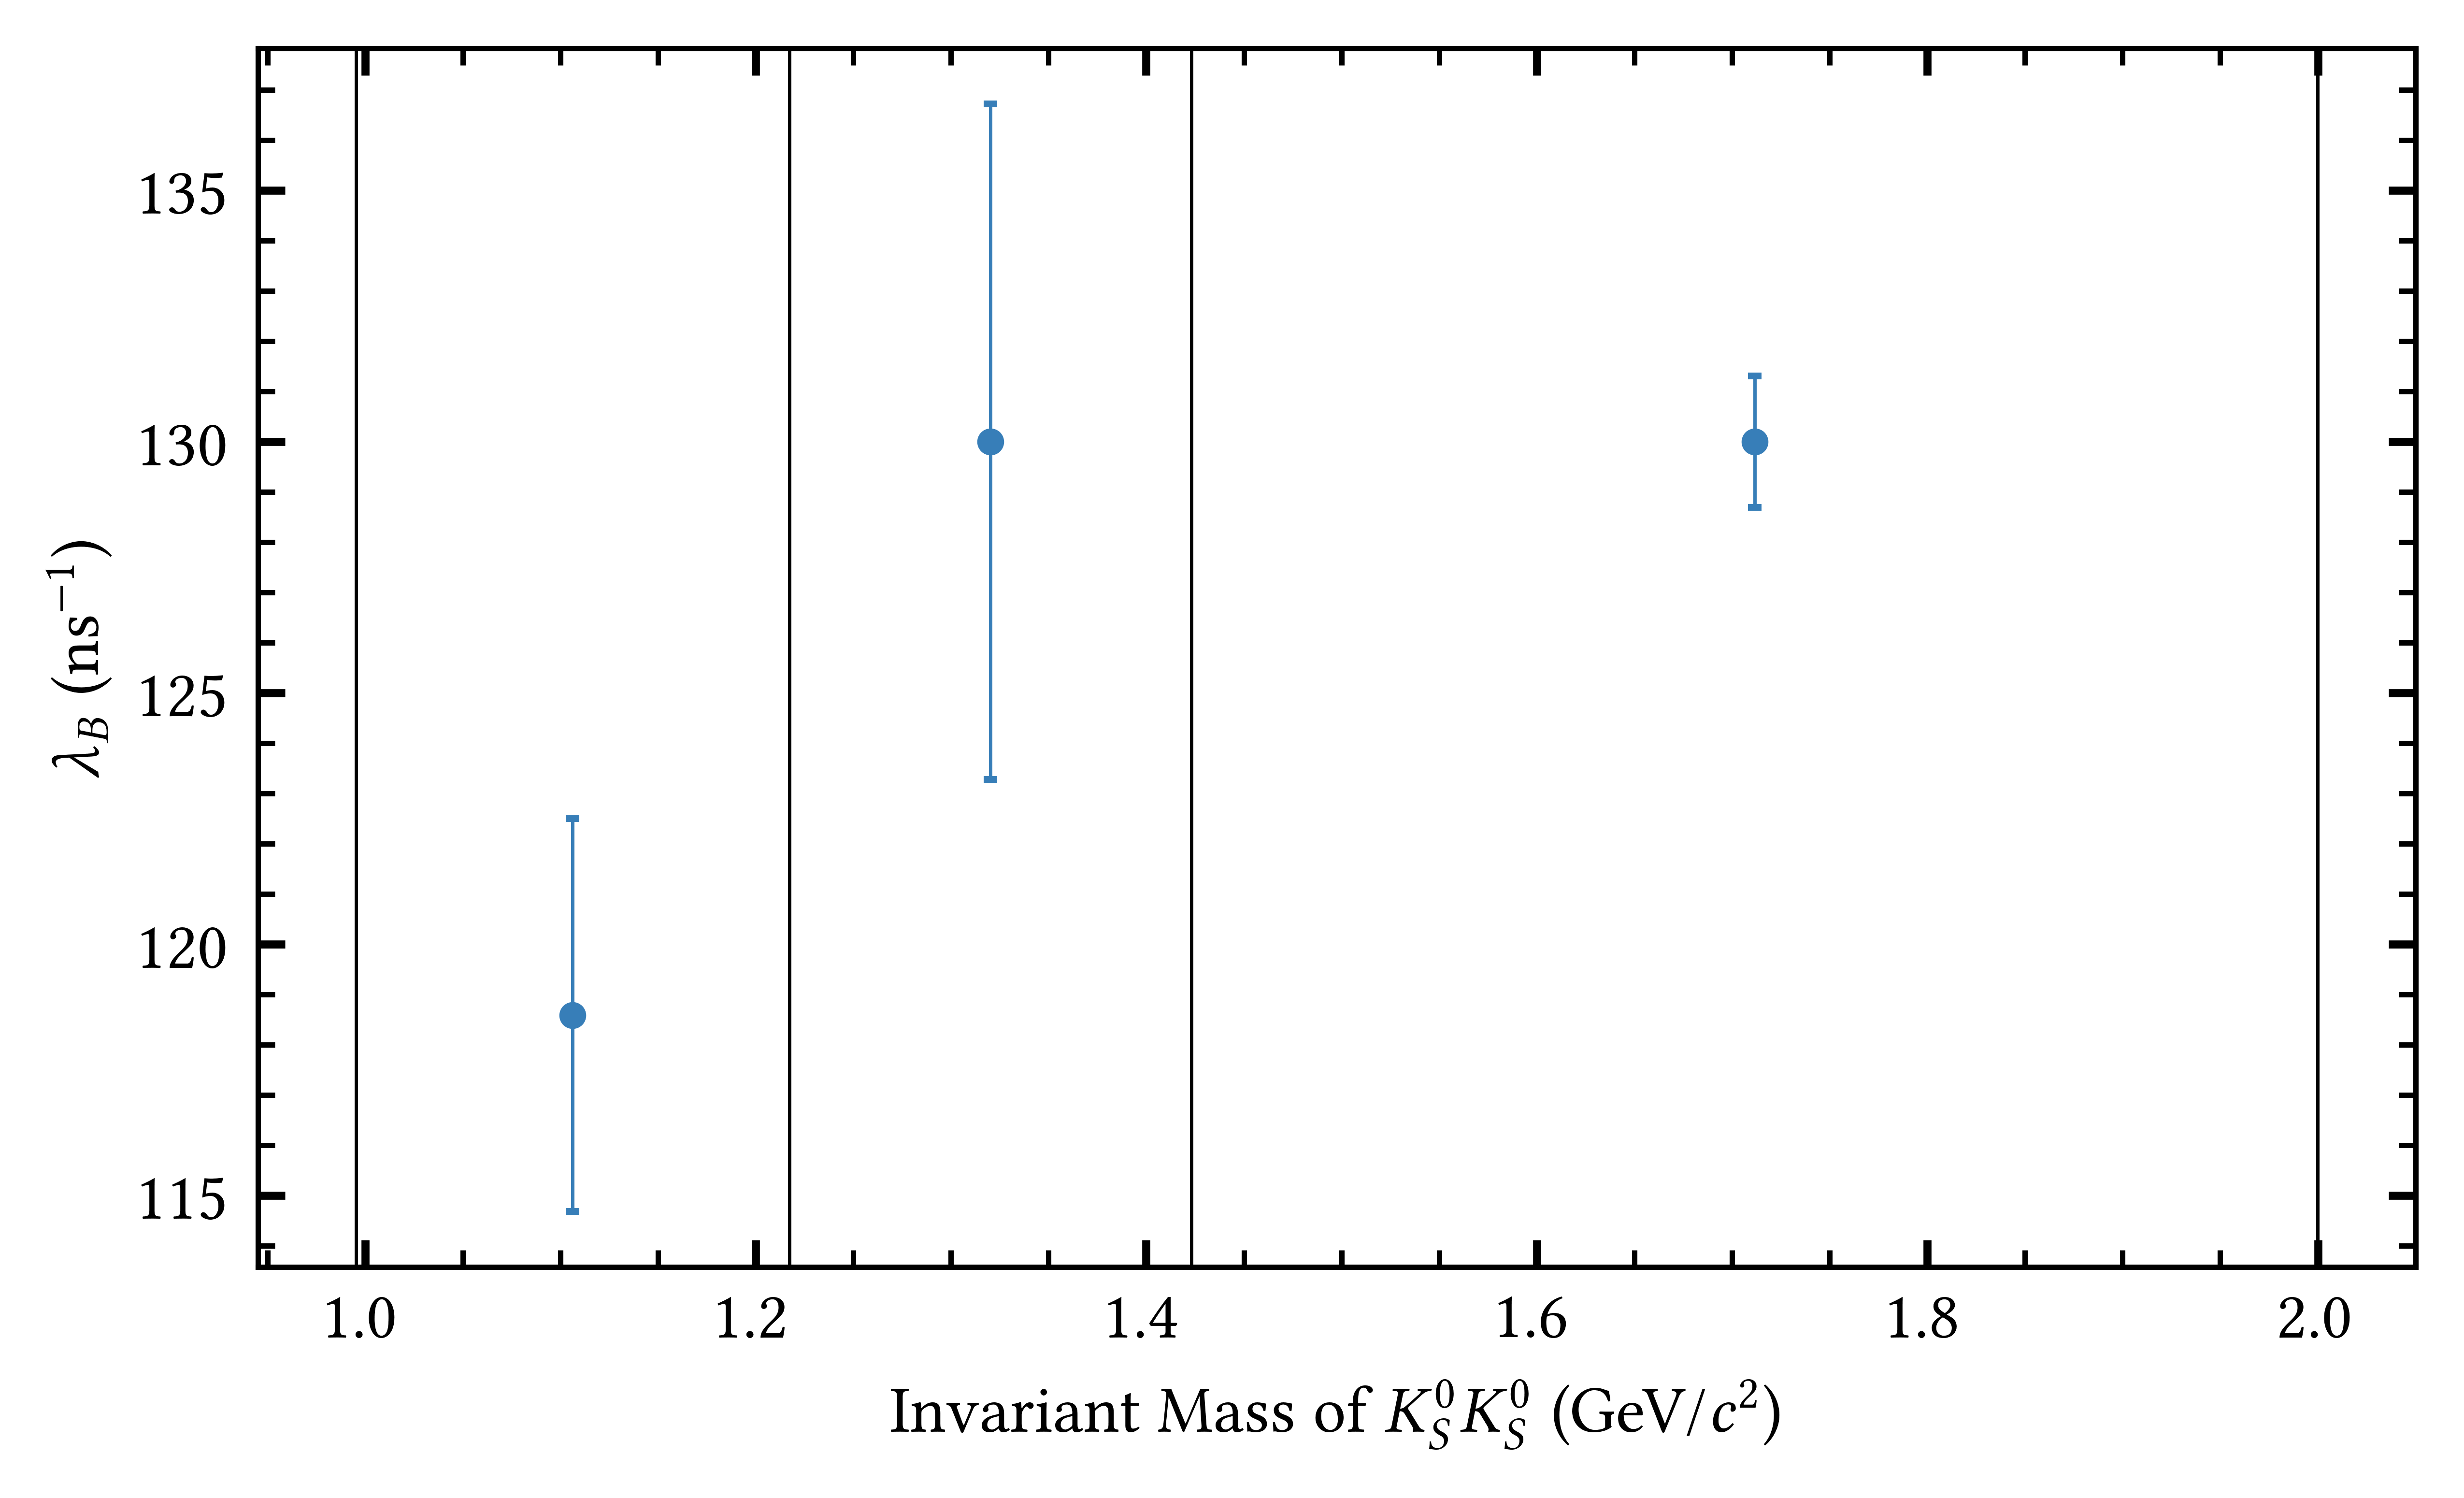 135
130
125
120
115
λ_B (ns⁻¹)
1.0 1.2 1.4 1.6 1.8 2.0
Invariant Mass of K⁰_S K⁰_S (GeV/c²)